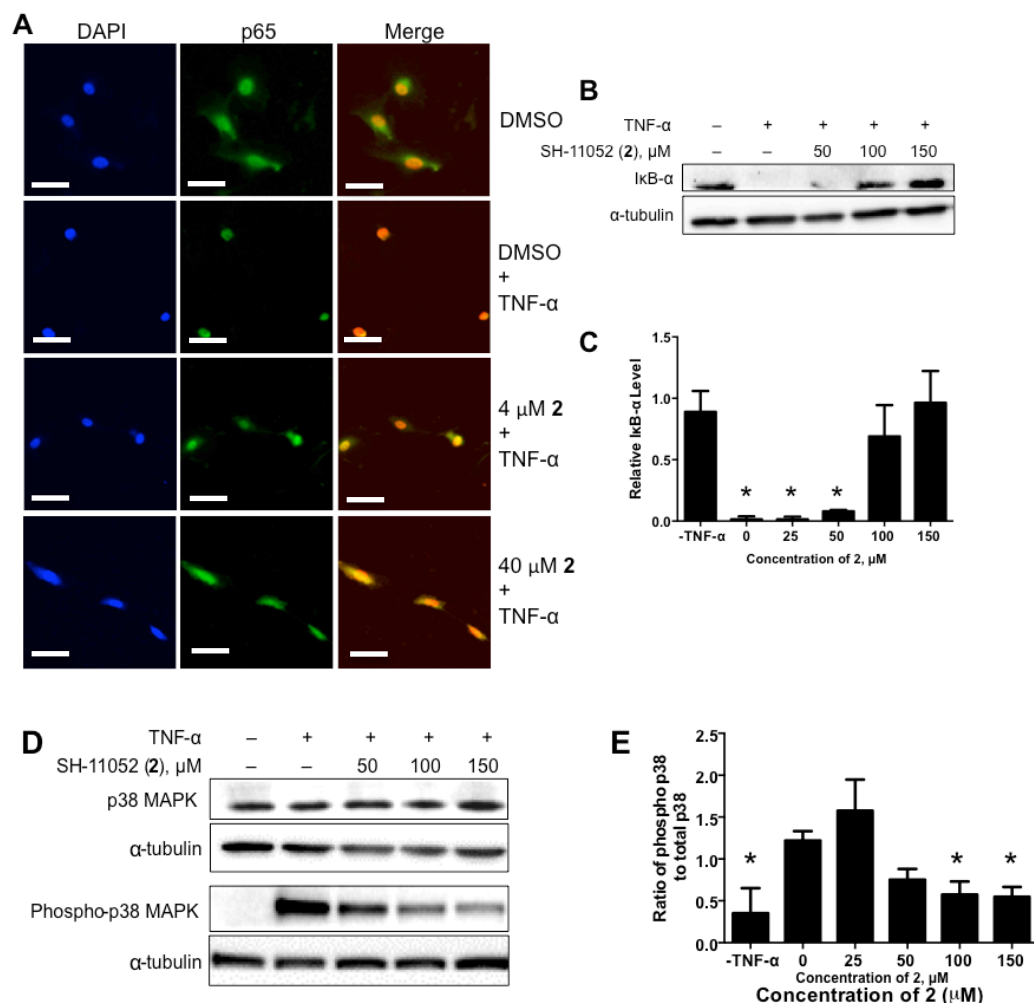 A
DAPI p65 Merge
DMSO
DMSO
+
TNF-α
4 µM 2
+
TNF-α
40 µM 2
+
TNF-α
B
TNF-α – + + + +
SH-11052 (2), µM – – 50 100 150
IκB-α
α-tubulin
C
Relative IκB-α Level
1.5
1.0
0.5
0.0
* * *
-TNF-α 0 25 50 100 150
Concentration of 2, µM
D
TNF-α – + + + +
SH-11052 (2), µM – – 50 100 150
p38 MAPK
α-tubulin
Phospho-p38 MAPK
α-tubulin
E
Ratio of phospho p38
to total p38
2.5
2.0
1.5
1.0
0.5
0.0
* * *
-TNF-α 0 25 50 100 150
Concentration of 2, µM
Concentration of 2 (µM)